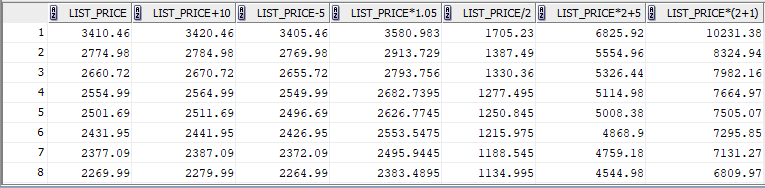 LIST_PRICE LIST_PRICE+10 LIST_PRICE-5 LIST_PRICE*1.05 LIST_PRICE/2 LIST_PRICE*2+5 LIST_PRICE*(2+1)
1 3410.46 3420.46 3405.46 3580.983 1705.23 6825.92 10231.38
2 2774.98 2784.98 2769.98 2913.729 1387.49 5554.96 8324.94
3 2660.72 2670.72 2655.72 2793.756 1330.36 5326.44 7982.16
4 2554.99 2564.99 2549.99 2682.7395 1277.495 5114.98 7664.97
5 2501.69 2511.69 2496.69 2626.7745 1250.845 5008.38 7505.07
6 2431.95 2441.95 2426.95 2553.5475 1215.975 4868.9 7295.85
7 2377.09 2387.09 2372.09 2495.9445 1188.545 4759.18 7131.27
8 2269.99 2279.99 2264.99 2383.4895 1134.995 4544.98 6809.97